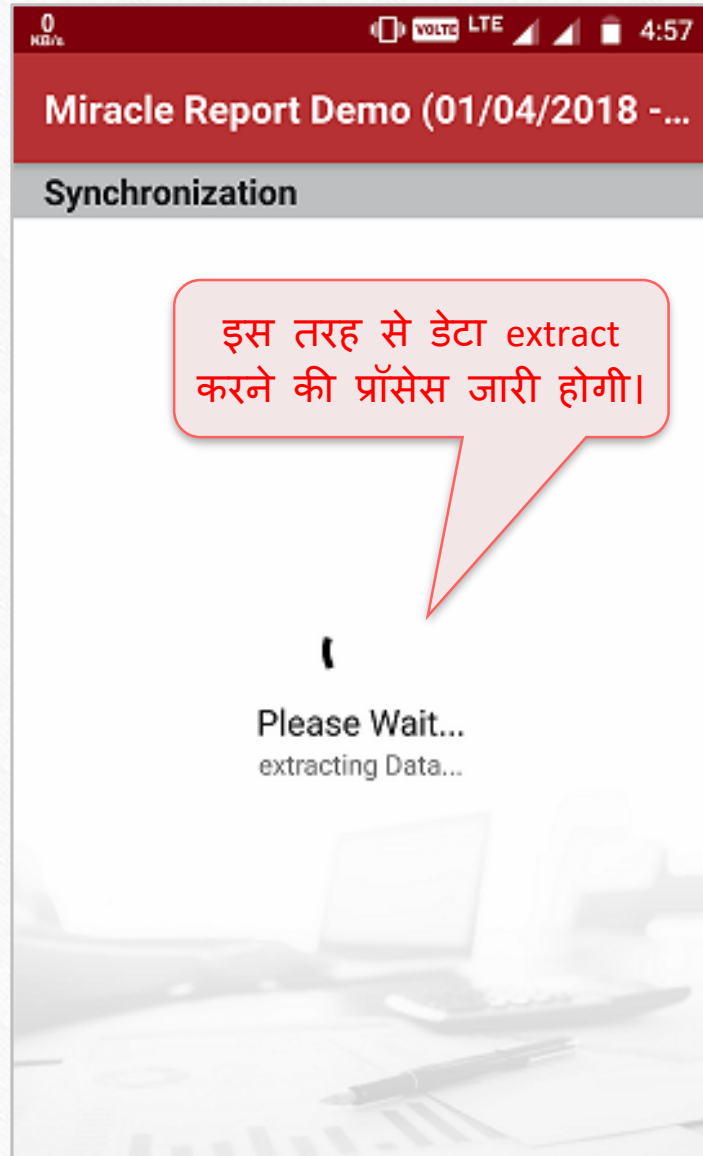 0
KB/s
VOLTE LTE 4:57
Miracle Report Demo (01/04/2018 -...
Synchronization
इस तरह से डेटा extract
करने की प्रॉसेस जारी होगी।
Please Wait...
extracting Data...